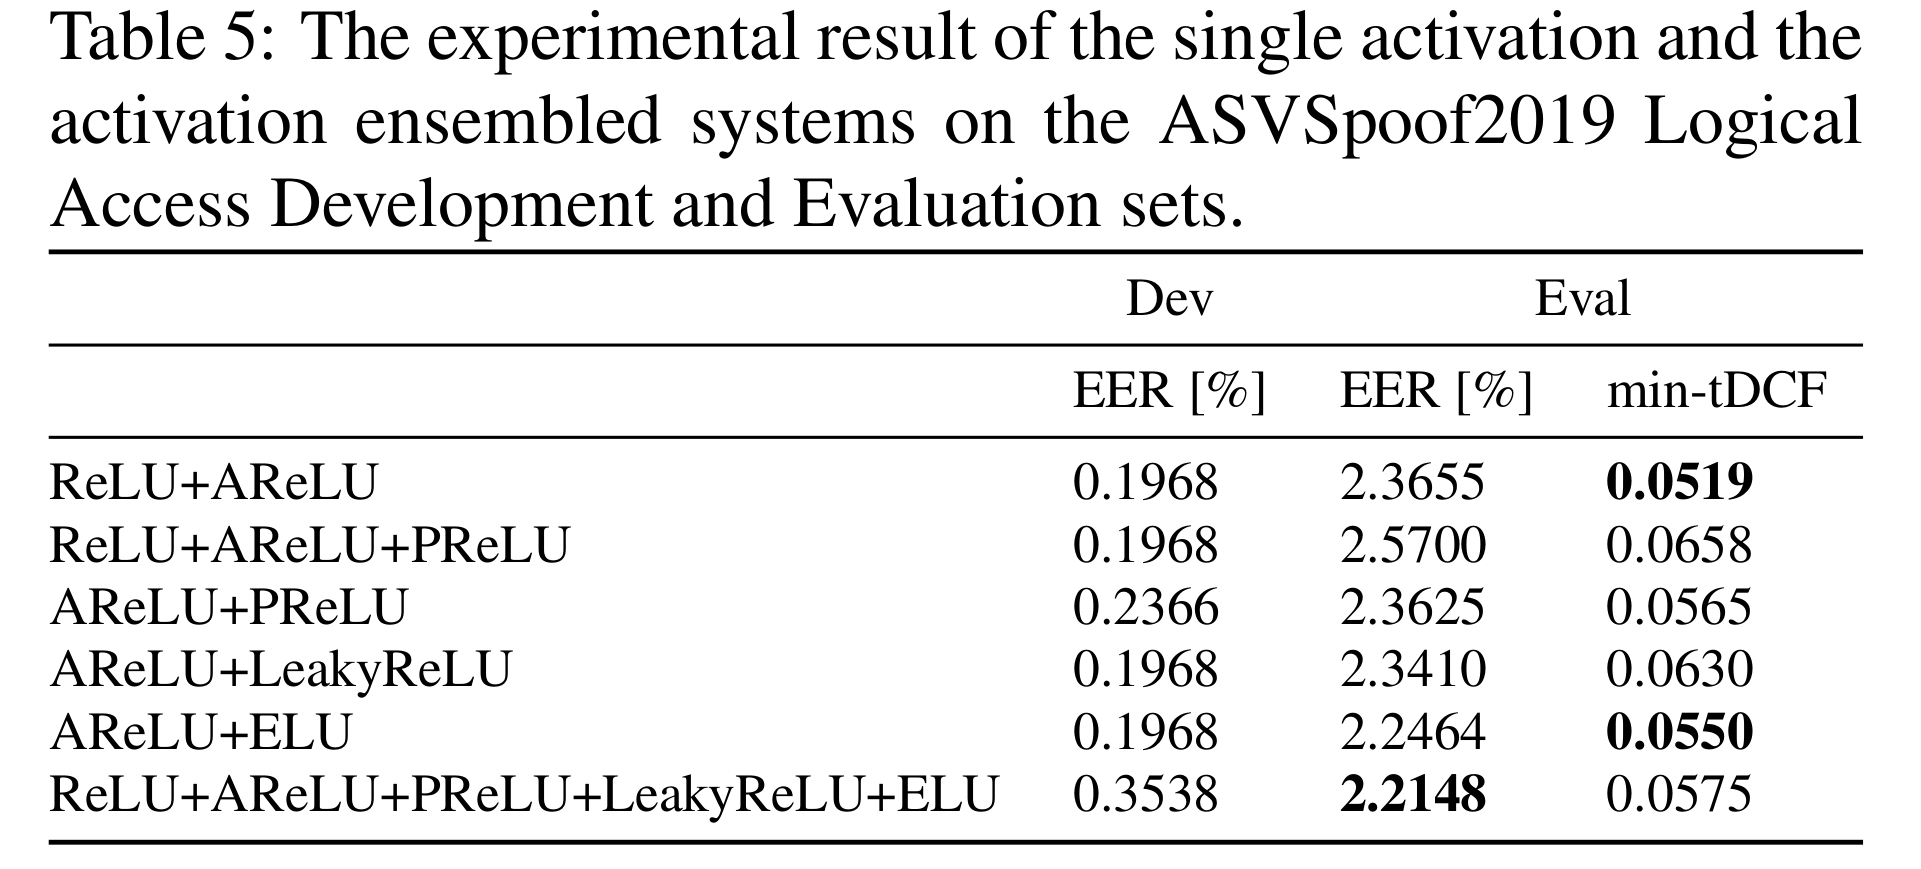 Table 5: The experimental result of the single activation and the
activation ensembled systems on the ASVSpoof2019 Logical
Access Development and Evaluation sets.
Dev Eval
EER [%] EER [%] min-tDCF
ReLU+AReLU 0.1968 2.3655 0.0519
ReLU+AReLU+PReLU 0.1968 2.5700 0.0658
AReLU+PReLU 0.2366 2.3625 0.0565
AReLU+LeakyReLU 0.1968 2.3410 0.0630
AReLU+ELU 0.1968 2.2464 0.0550
ReLU+AReLU+PReLU+LeakyReLU+ELU 0.3538 2.2148 0.0575